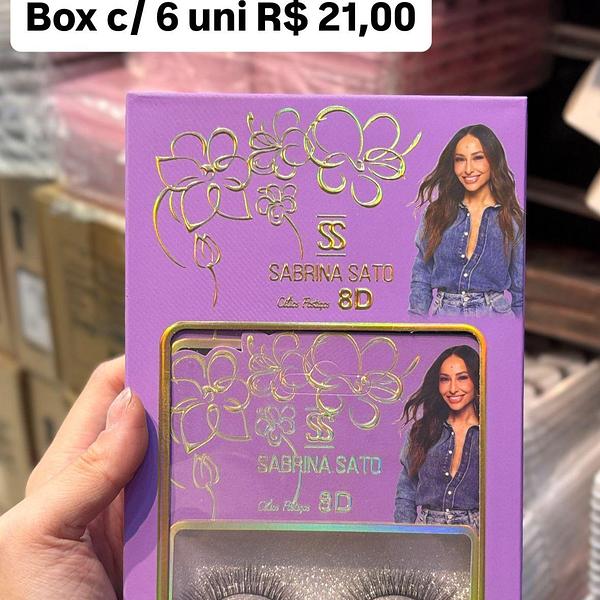 Box c/ 6 uni R$ 21,00
SS
SABRINA SATO
Cílios Postiços 8D
SS
SABRINA SATO
Cílios Postiços 8D